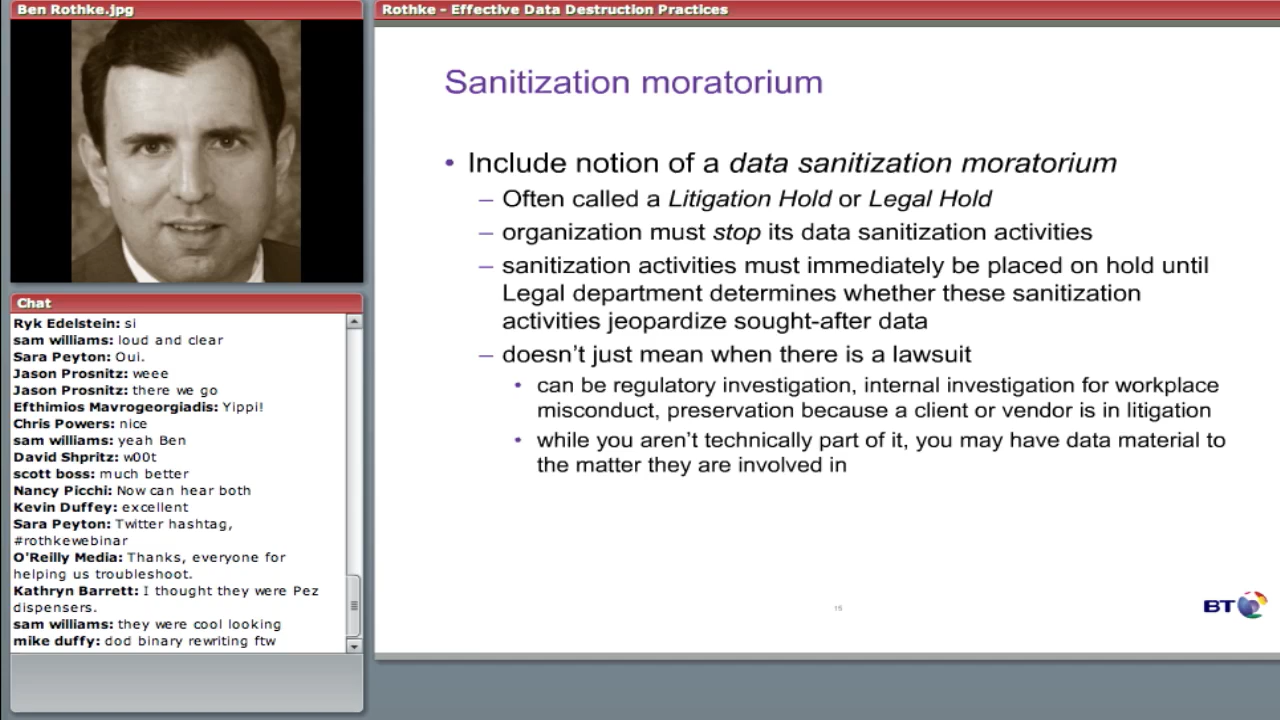 Ben Rothke.jpg
Chat
Ryk Edelstein: si
sam williams: loud and clear
Sara Peyton: Oui.
Jason Prosnitz: weee
Jason Prosnitz: there we go
Efthimios Mavrogeorgiadis: Yippi!
Chris Powers: nice
sam williams: yeah Ben
David Shpritz: w00t
scott boss: much better
Nancy Picchi: Now can hear both
Kevin Duffey: excellent
Sara Peyton: Twitter hashtag,
#rothkewebinar
O'Reilly Media: Thanks, everyone for
helping us troubleshoot.
Kathryn Barrett: I thought they were Pez
dispensers.
sam williams: they were cool looking
mike duffy: dod binary rewriting ftw
Rothke - Effective Data Destruction Practices
Sanitization moratorium
• Include notion of a data sanitization moratorium
– Often called a Litigation Hold or Legal Hold
– organization must stop its data sanitization activities
– sanitization activities must immediately be placed on hold until
Legal department determines whether these sanitization
activities jeopardize sought-after data
– doesn't just mean when there is a lawsuit
• can be regulatory investigation, internal investigation for workplace
misconduct, preservation because a client or vendor is in litigation
• while you aren't technically part of it, you may have data material to
the matter they are involved in
BT